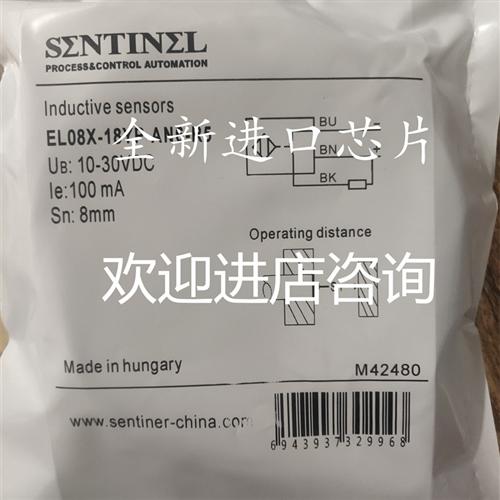 SENTINEL
PROCESS&CONTROL AUTOMATION
Inductive sensors
UB: 10-30VDC
Ie:100 mA
Sn: 8mm
BU
BN
BK
全新进口芯片
Operating distance
欢迎进店咨询
Made in hungary
M42480
www.sentiner-china.com
6943937329968